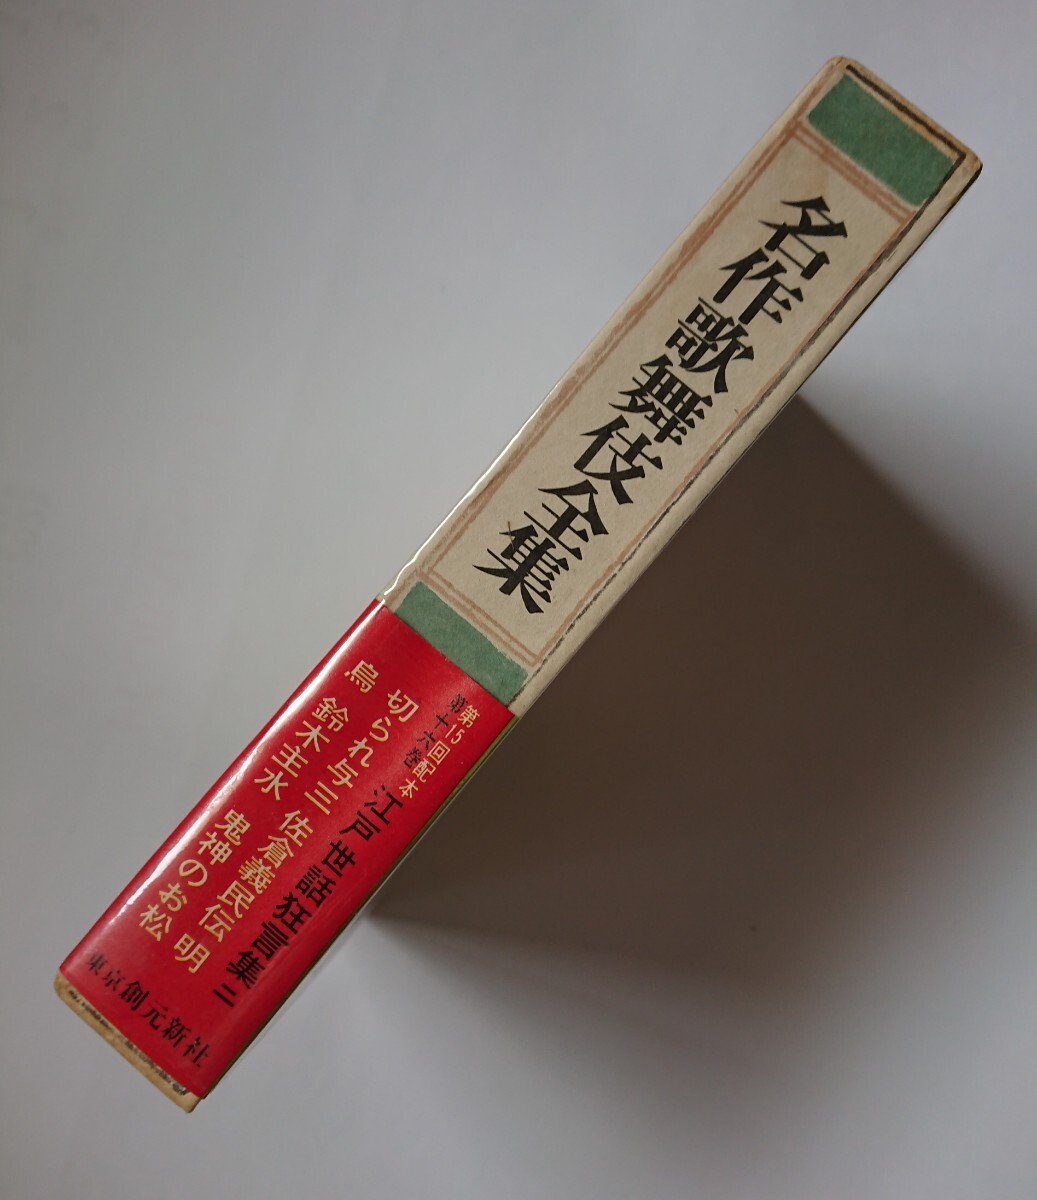 名作歌舞伎全集
第15回配本
第十六巻
江戸世話狂言集二
切られ与三 佐倉義民伝 明
烏 鈴木主水 鬼神のお松
東京創元新社